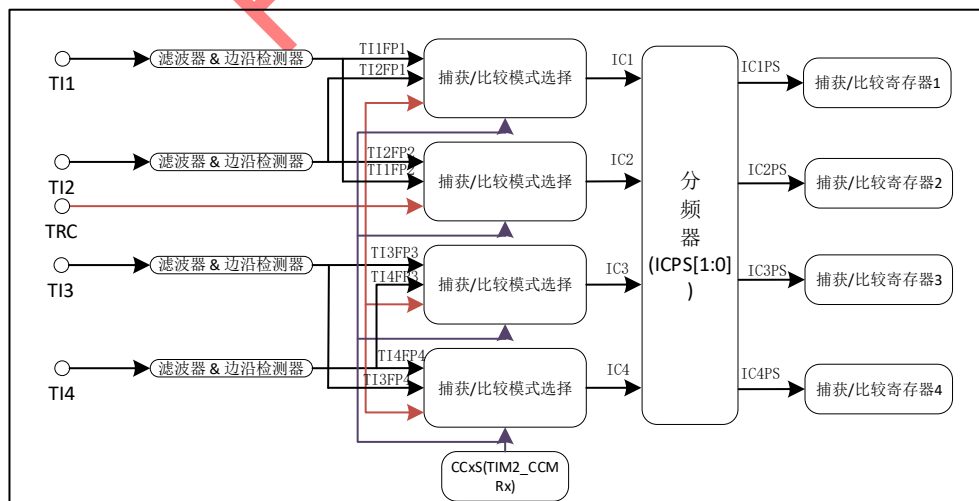 TI1
滤波器 & 边沿检测器
TI1FP1
TI2FP1
捕获/比较模式选择
IC1
IC1PS
捕获/比较寄存器1
TI2
滤波器 & 边沿检测器
TI2FP2
TI1FP2
捕获/比较模式选择
IC2
IC2PS
捕获/比较寄存器2
TRC
分
频
器
(ICPS[1:0]
)
TI3
滤波器 & 边沿检测器
TI3FP3
TI4FP3
捕获/比较模式选择
IC3
IC3PS
捕获/比较寄存器3
TI4
滤波器 & 边沿检测器
TI4FP4
TI3FP4
捕获/比较模式选择
IC4
IC4PS
捕获/比较寄存器4
CCxS(TIM2_CCM
Rx)